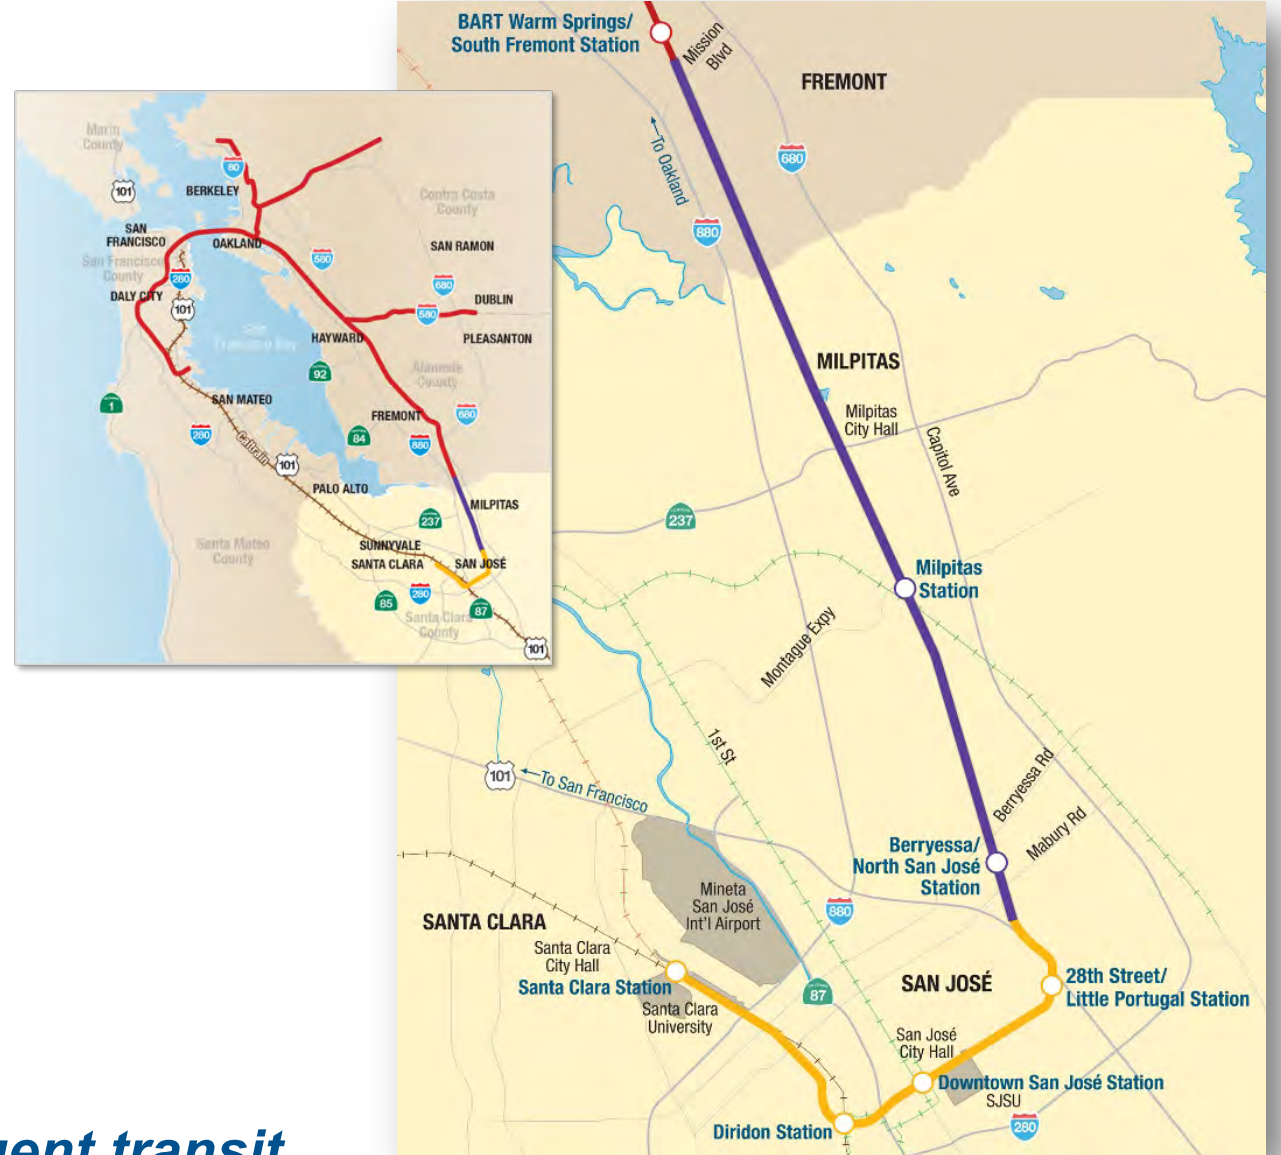 BART Warm Springs/
South Fremont Station
Mission
Blvd
FREMONT
To Oakland
680
880
MILPITAS
Milpitas
City Hall
Capitol Ave
237
Milpitas
Station
Montague Expy
1st St
101
To San Francisco
Berryessa Rd
Mabury Rd
Berryessa/
North San José
Station
Mineta
San José
Int'l Airport
880
SANTA CLARA
Santa Clara
City Hall
Santa Clara Station
Santa Clara
University
87
SAN JOSÉ
28th Street/
Little Portugal Station
San José
City Hall
Downtown San José Station
SJSU
Diridon Station
280
Marin
County
101
80
BERKELEY
Contra Costa
County
SAN
FRANCISCO
OAKLAND
SAN RAMON
San Francisco
County
580
280
680
DALY CITY
101
DUBLIN
580
San
Francisco Bay
HAYWARD
PLEASANTON
92
Alameda
County
1
SAN MATEO
FREMONT
680
280
84
880
Caltrain
101
PALO ALTO
MILPITAS
237
Santa Mateo
County
SUNNYVALE
SANTA CLARA
SAN JOSÉ
85
280
87
Santa Clara
County
101
gent transit